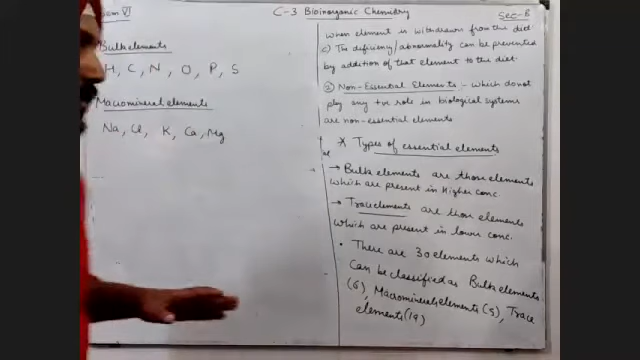 Sem VI
C-3 Bioinorganic Chemistry
Sec-B
Bulk elements
H, C, N, O, P, S
Macromineral elements
Na, Cl, K, Ca, Mg
when element is withdrawn from the diet.
c) The deficiency/abnormality can be prevented
by addition of that element to the diet.
② Non-Essential Elements - which do not
play any +ve role in biological systems
are non-essential elements
* Types of essential elements
→ Bulk elements are those elements
which are present in Higher conc.
→ Trace elements are those elements
which are present in lower conc.
• There are 30 elements which
can be classified as Bulk elements
(6), Macromineral elements (5), Trace
elements (19)